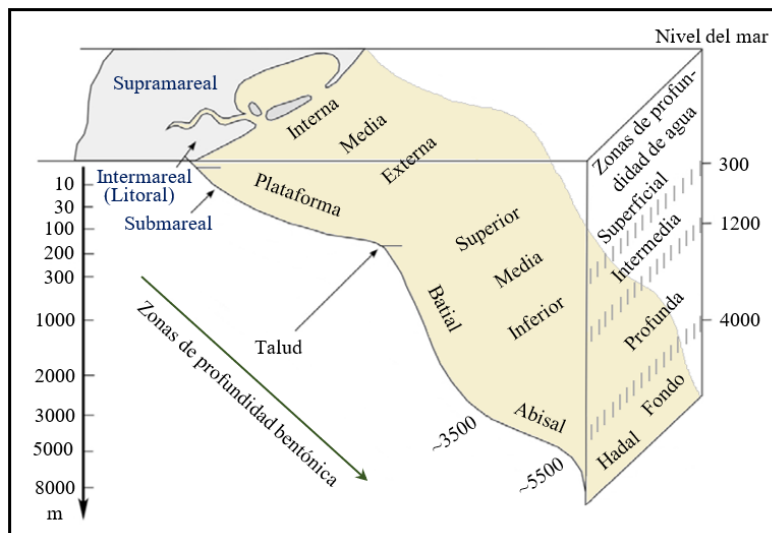 Nivel del mar
Supramareal
Interna
Media
Externa
Zonas de profun-
didad de agua
300
Superficial
1200
Intermedia
4000
Profunda
Fondo
Hadal
Intermareal
(Litoral)
Submareal
Plataforma
Superior
Media
Inferior
Batial
Talud
Abisal
~3500
~5500
Zonas de profundidad bentónica
10
30
100
200
300
1000
2000
3000
5000
8000
m